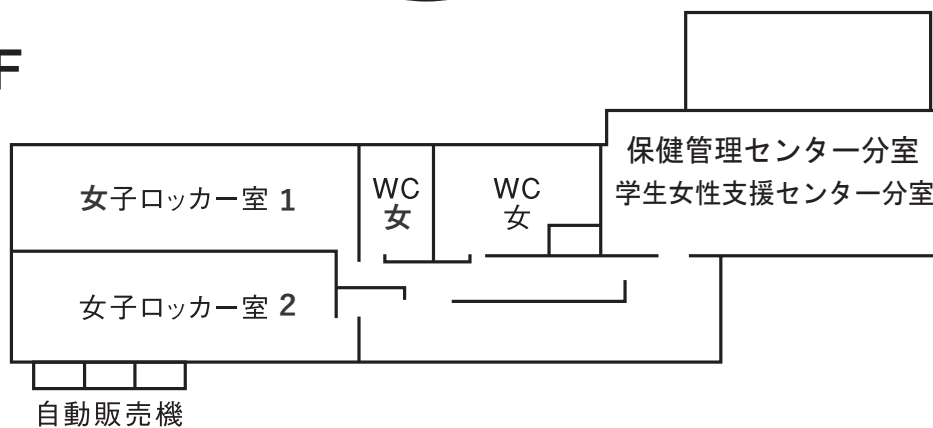 F
保健管理センター分室
学生女性支援センター分室
女子ロッカー室 1
WC
女
WC
女
女子ロッカー室 2
自動販売機